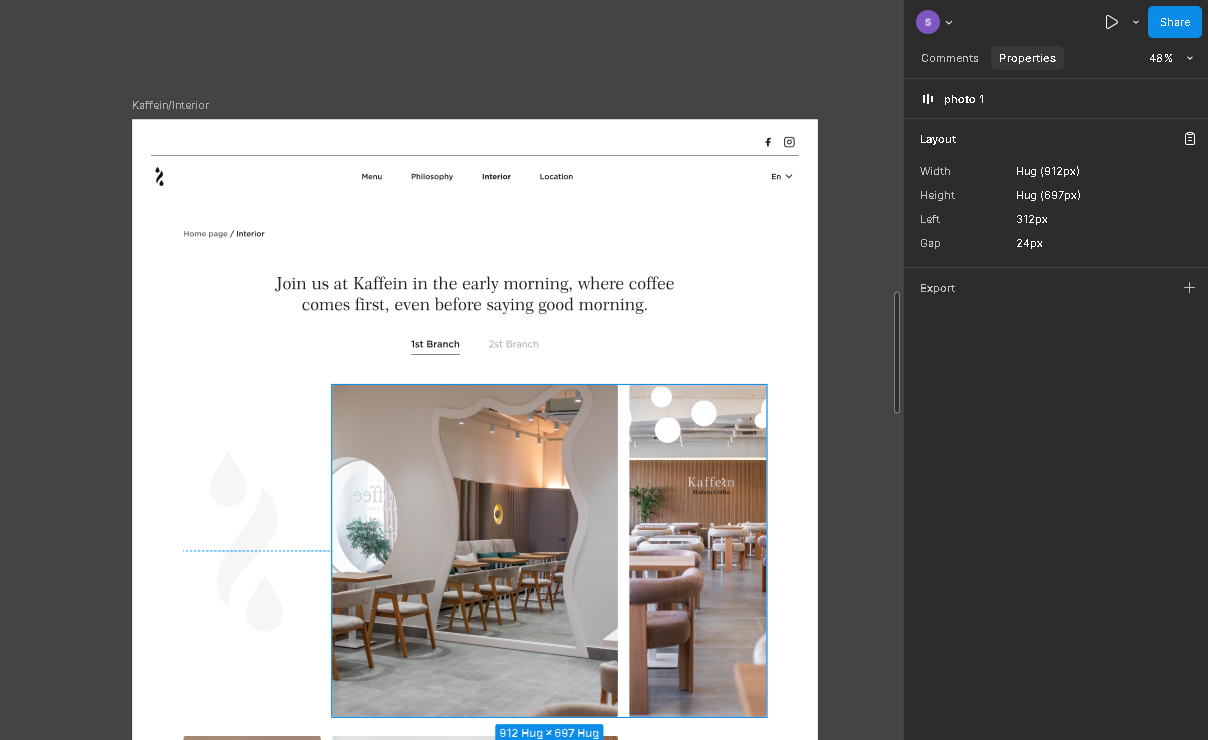 S
Share
Comments
Properties
48%
Kaffein/Interior
photo 1
Layout
Width
Hug (912px)
Height
Hug (697px)
Left
312px
Gap
24px
Export
Menu
Philosophy
Interior
Location
En
Home page / Interior
Join us at Kaffein in the early morning, where coffee
comes first, even before saying good morning.
1st Branch
2st Branch
Kaffein
Modern Coffee
912 Hug × 697 Hug